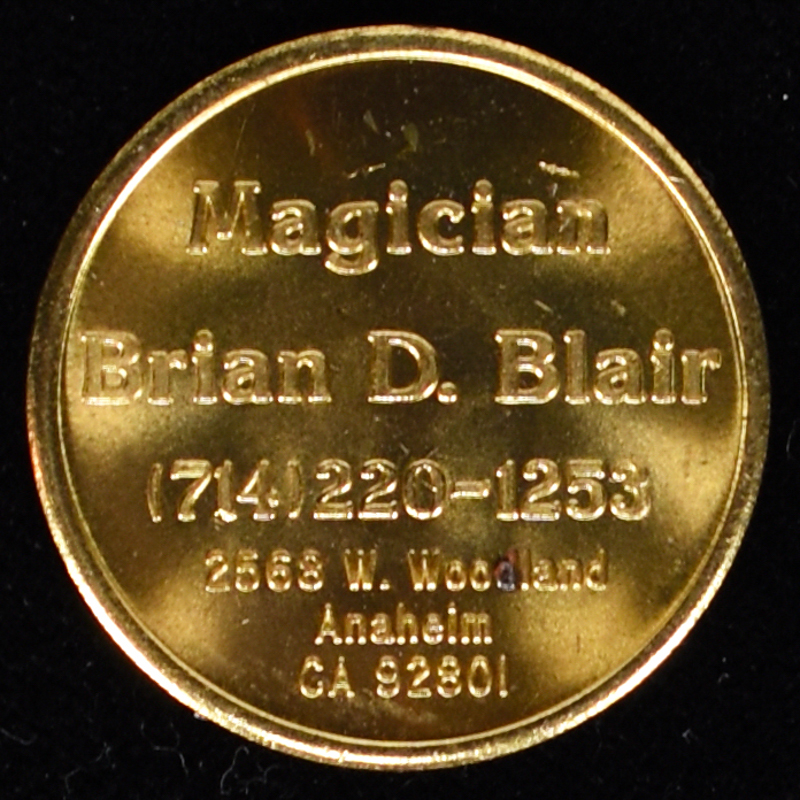 Magician
Brian D. Blair
(714)220-1253
2568 W. Woodland
Anaheim
CA 92801